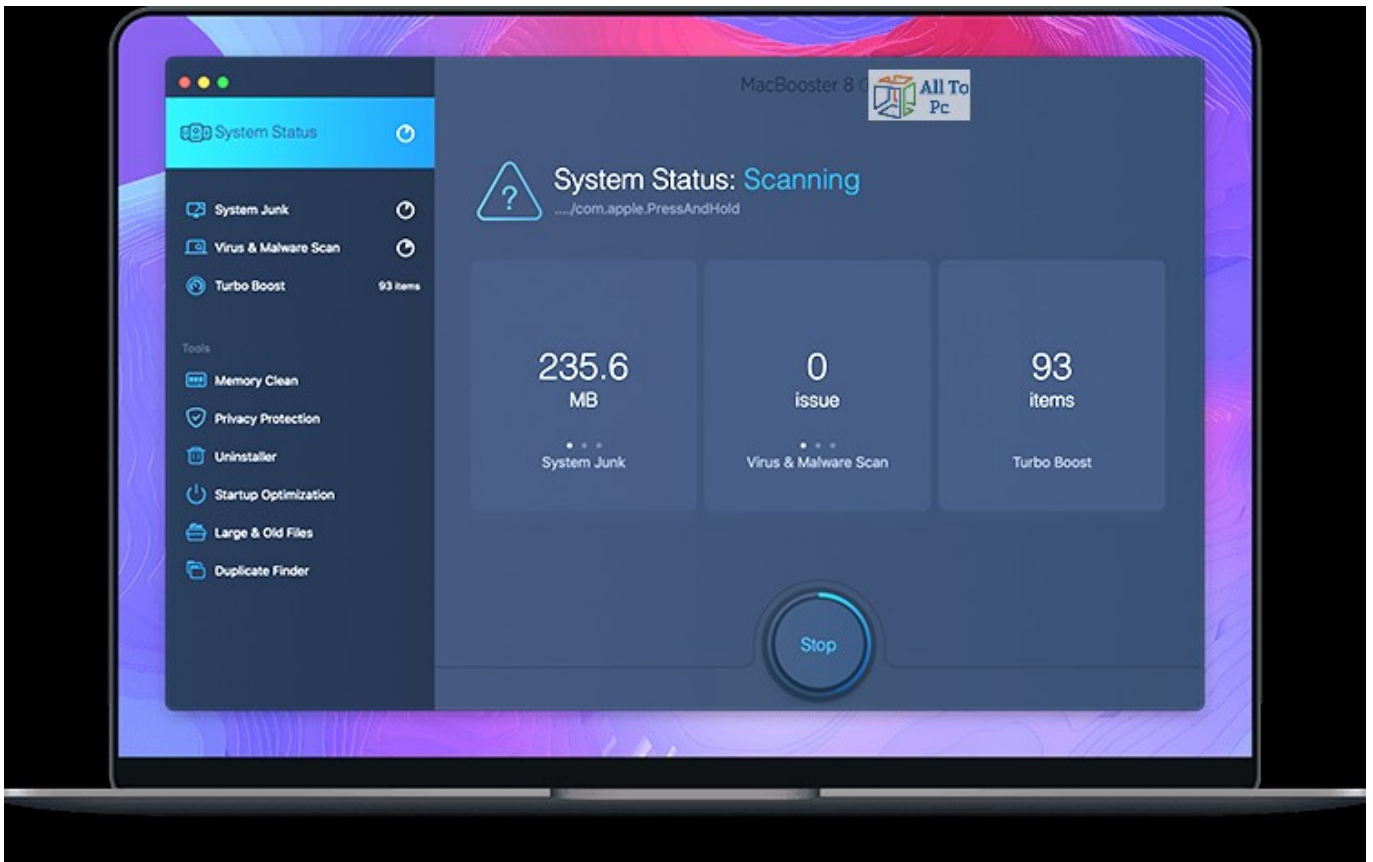 MacBooster 8
All To
Pc
System Status
System Junk
Virus & Malware Scan
Turbo Boost 93 items
Tools
Memory Clean
Privacy Protection
Uninstaller
Startup Optimization
Large & Old Files
Duplicate Finder
System Status: Scanning
..../com.apple.PressAndHold
235.6
MB
System Junk
0
issue
Virus & Malware Scan
93
items
Turbo Boost
Stop